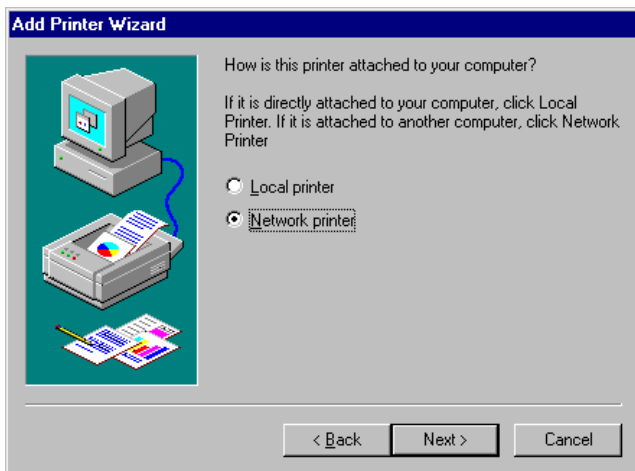 Add Printer Wizard
How is this printer attached to your computer?
If it is directly attached to your computer, click Local
Printer. If it is attached to another computer, click Network
Printer
Local printer
Network printer
< Back
Next >
Cancel